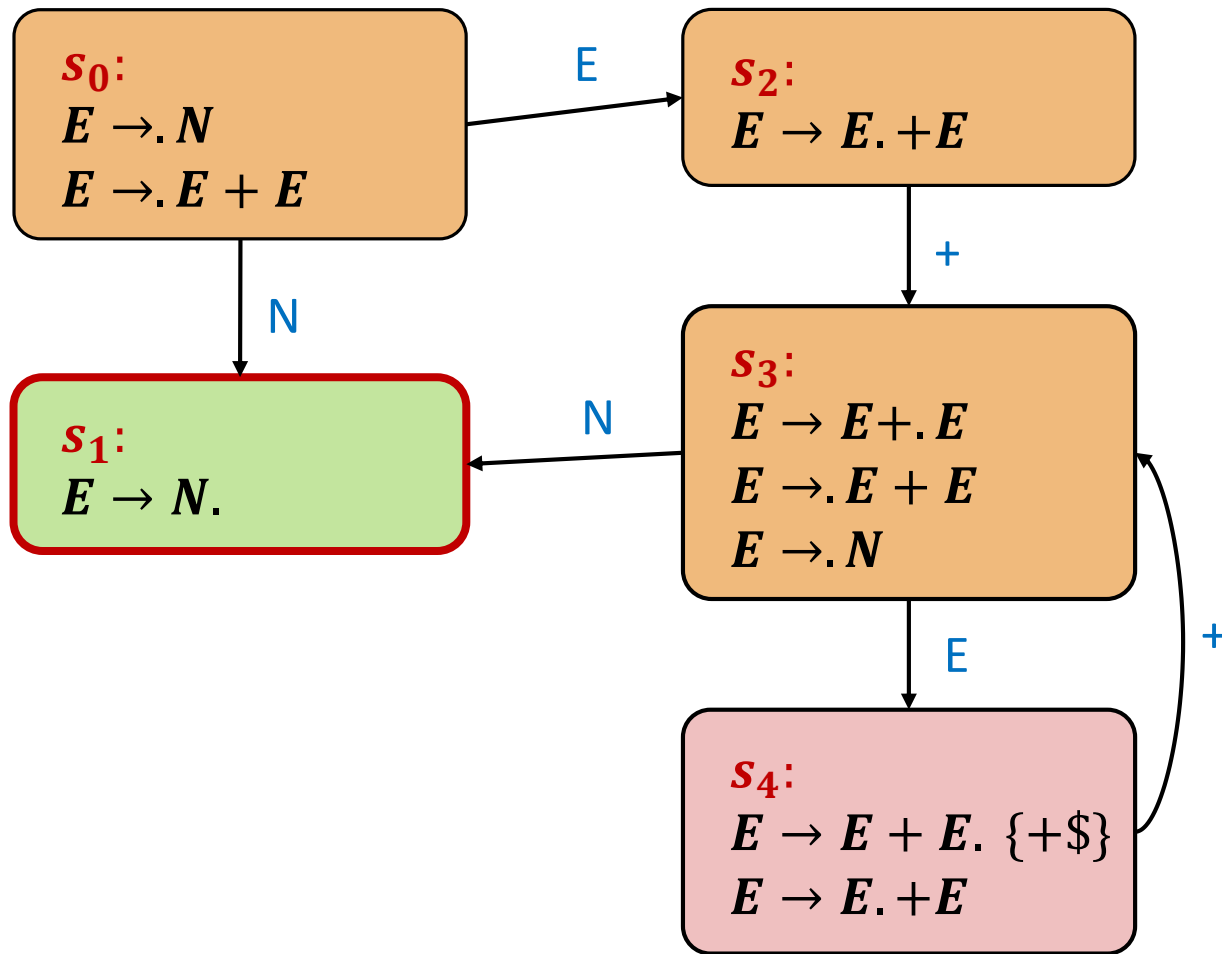 s₀:
E →. N
E →. E + E
E
s₂:
E → E. +E
+
N
s₁:
E → N.
N
s₃:
E → E+. E
E →. E + E
E →. N
E
+
s₄:
E → E + E. {+$}
E → E. +E